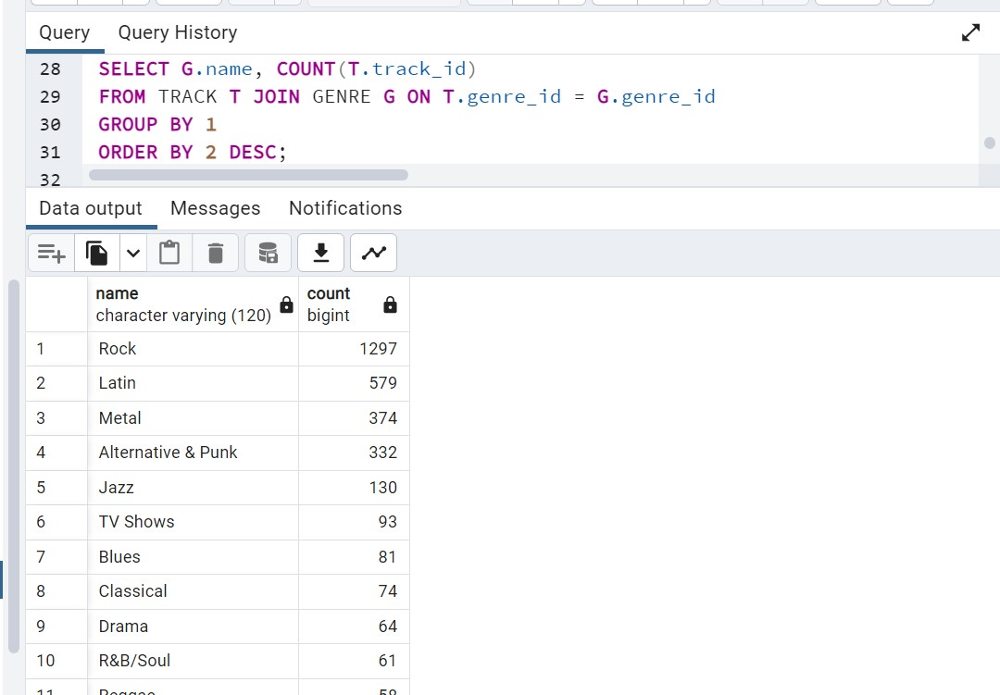 Query Query History
28 SELECT G.name, COUNT(T.track_id)
29 FROM TRACK T JOIN GENRE G ON T.genre_id = G.genre_id
30 GROUP BY 1
31 ORDER BY 2 DESC;
32
Data output Messages Notifications
name count
character varying (120) bigint
1 Rock 1297
2 Latin 579
3 Metal 374
4 Alternative & Punk 332
5 Jazz 130
6 TV Shows 93
7 Blues 81
8 Classical 74
9 Drama 64
10 R&B/Soul 61
11 Reggae 58